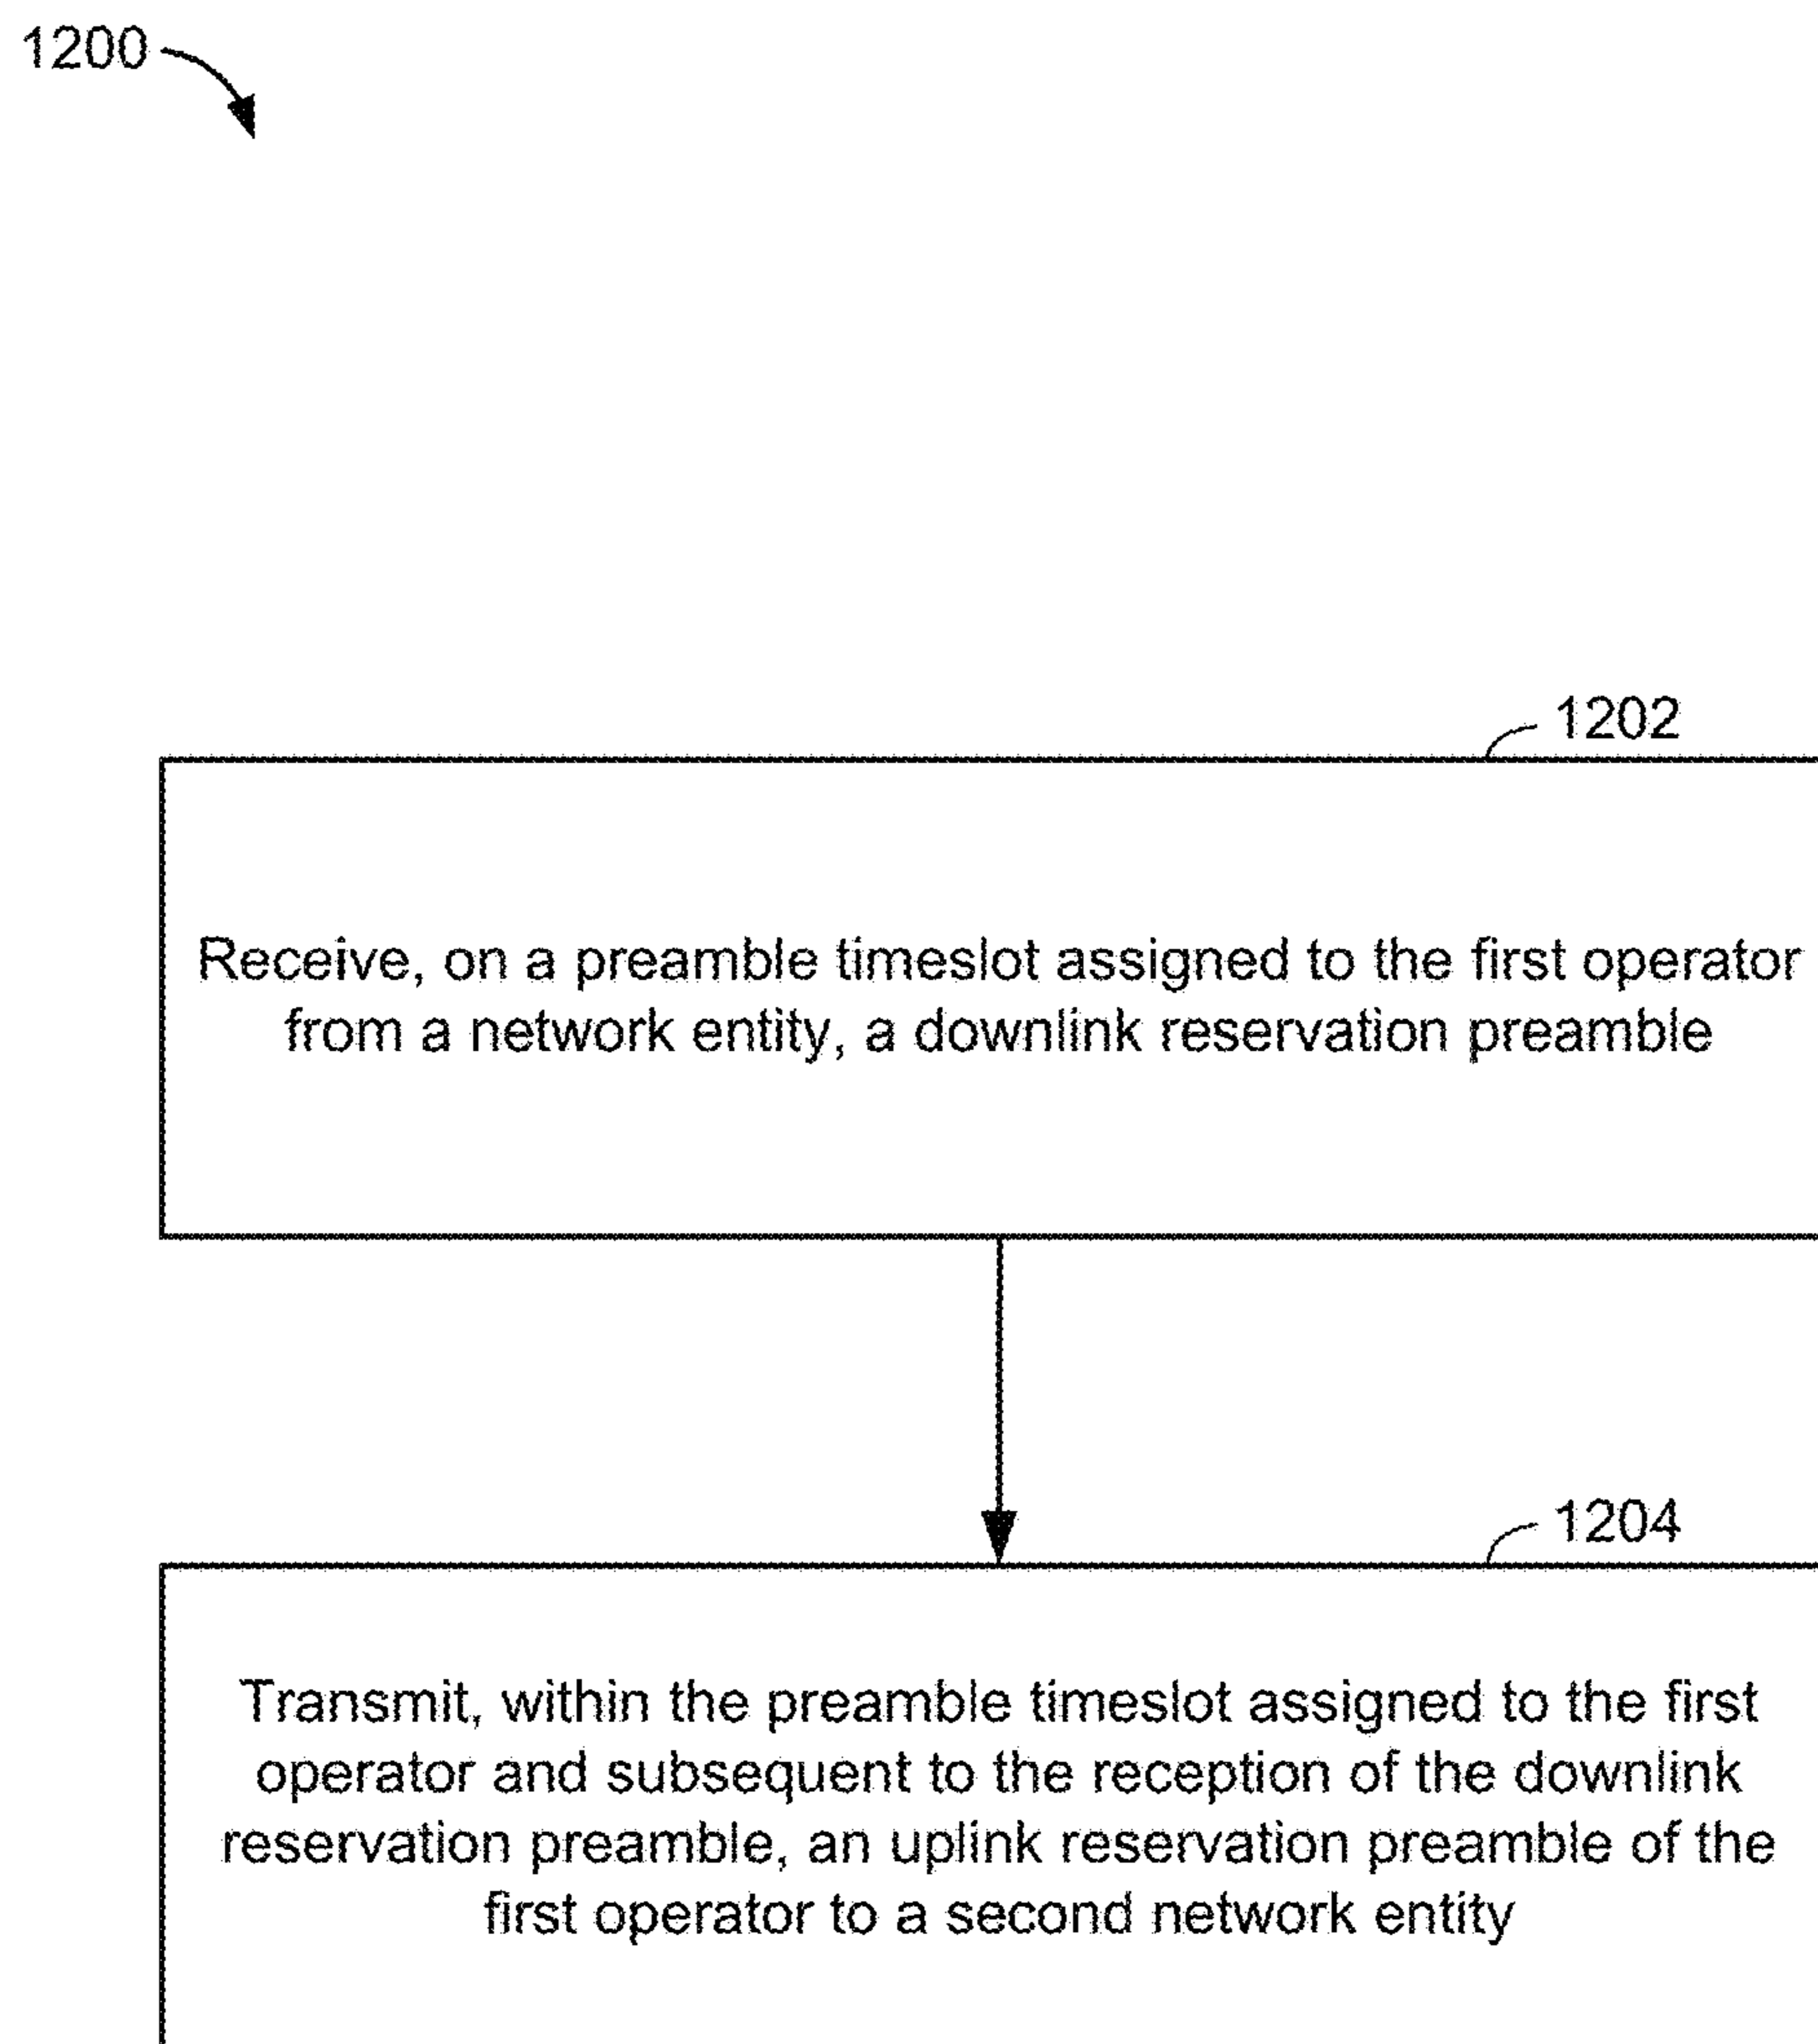 1200
1202
Receive, on a preamble timeslot assigned to the first operator
from a network entity, a downlink reservation preamble
1204
Transmit, within the preamble timeslot assigned to the first
operator and subsequent to the reception of the downlink
reservation preamble, an uplink reservation preamble of the
first operator to a second network entity